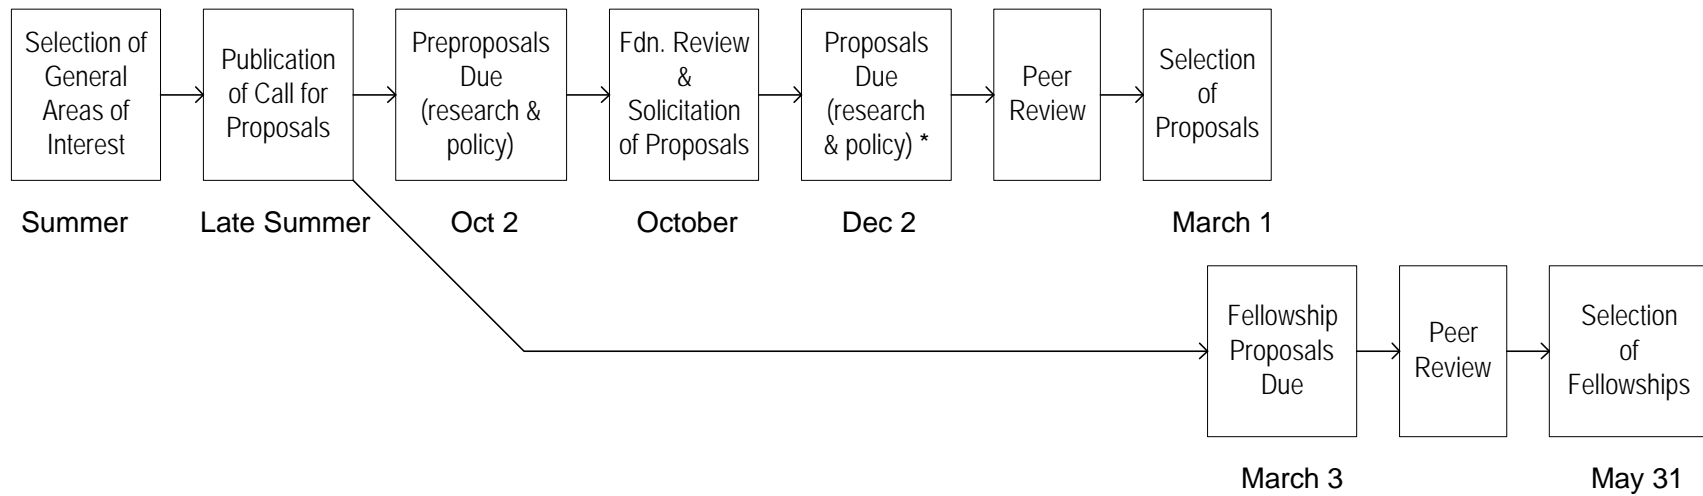 Selection of
General
Areas of
Interest
Publication
of Call for
Proposals
Preproposals
Due
(research &
policy)
Fdn. Review
&
Solicitation
of Proposals
Proposals
Due
(research
& policy) *
Peer
Review
Selection
of
Proposals
Summer
Late Summer
Oct 2
October
Dec 2
March 1
Fellowship
Proposals
Due
Peer
Review
Selection
of
Fellowships
March 3
May 31